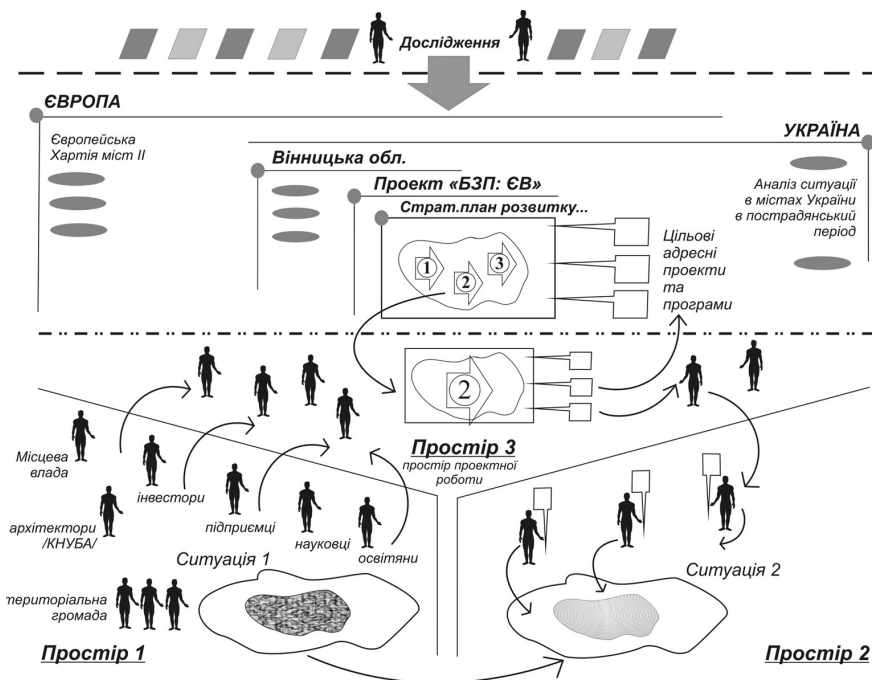 Дослідження
ЄВРОПА
Європейська
Хартія міст II
УКРАЇНА
Вінницька обл.
Проект «БЗП: ЄВ»
Страт.план розвитку...
Аналіз ситуації
в містах України
в пострадянський
період
1
2
3
Цільові
адресні
проекти
та
програми
2
Простір 3
простір проектної
роботи
Місцева
влада
інвестори
архітектори
/КНУБА/
підприємці
науковці
освітяни
Ситуація 1
Ситуація 2
територіальна
громада
Простір 1
Простір 2